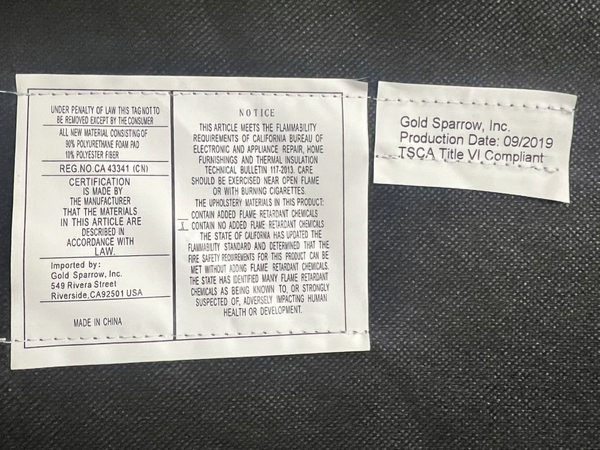 UNDER PENALTY OF LAW THIS TAG NOT TO
BE REMOVED EXCEPT BY THE CONSUMER
ALL NEW MATERIAL CONSISTING OF
90% POLYURETHANE FOAM PAD
10% POLYESTER FIBER
REG.NO.CA 43341 (CN)
CERTIFICATION
IS MADE BY
THE MANUFACTURER
THAT THE MATERIALS
IN THIS ARTICLE ARE
DESCRIBED IN
ACCORDANCE WITH
LAW.
Imported by:
Gold Sparrow, Inc.
549 Rivera Street
Riverside,CA92501 USA
MADE IN CHINA
NOTICE
THIS ARTICLE MEETS THE FLAMMABILITY
REQUIREMENTS OF CALIFORNIA BUREAU OF
ELECTRONIC AND APPLIANCE REPAIR, HOME
FURNISHINGS AND THERMAL INSULATION
TECHNICAL BULLETIN 117-2013. CARE
SHOULD BE EXERCISED NEAR OPEN FLAME
OR WITH BURNING CIGARETTES.
THE UPHOLSTERY MATERIALS IN THIS PRODUCT:
CONTAIN ADDED FLAME RETARDANT CHEMICALS
X CONTAIN NO ADDED FLAME RETARDANT CHEMICALS
THE STATE OF CALIFORNIA HAS UPDATED THE
FLAMMABILITY STANDARD AND DETERMINED THAT THE
FIRE SAFETY REQUIREMENTS FOR THIS PRODUCT CAN BE
MET WITHOUT ADDING FLAME RETARDANT CHEMICALS.
THE STATE HAS IDENTIFIED MANY FLAME RETARDANT
CHEMICALS AS BEING KNOWN TO, OR STRONGLY
SUSPECTED OF, ADVERSELY IMPACTING HUMAN
HEALTH OR DEVELOPMENT.
Gold Sparrow, Inc.
Production Date: 09/2019
TSCA Title VI Compliant